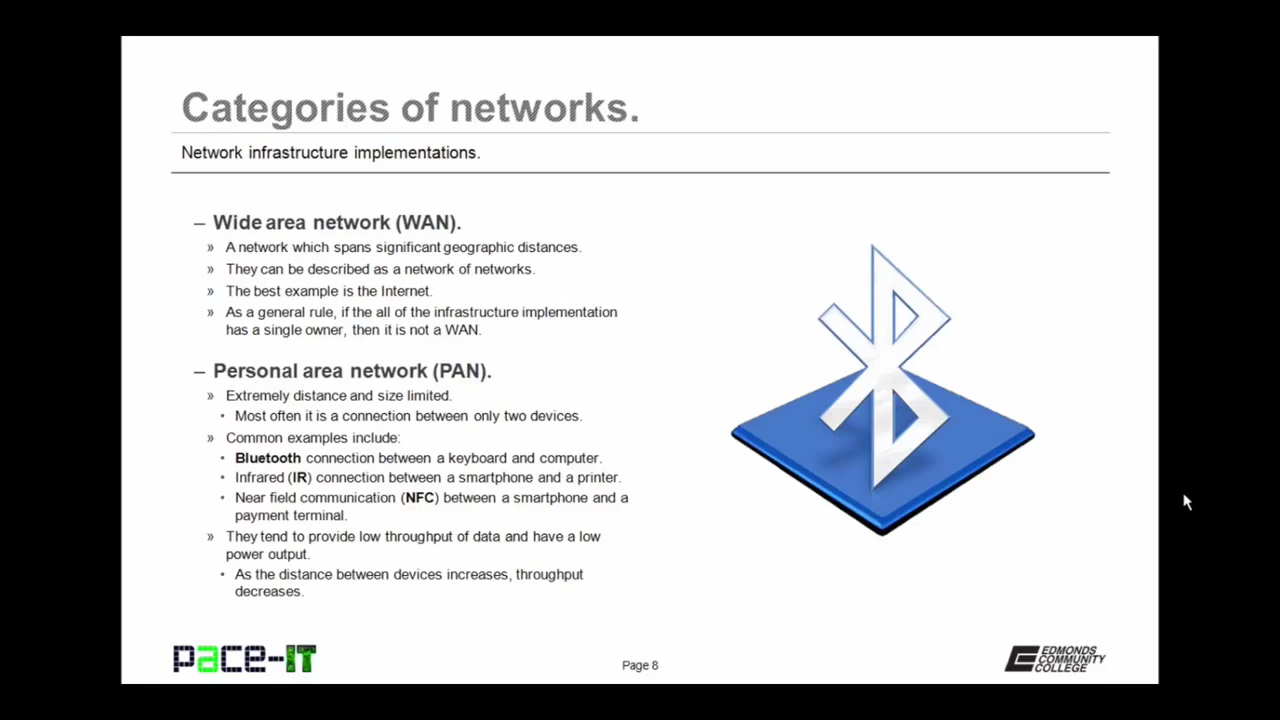 Categories of networks.
Network infrastructure implementations.
– Wide area network (WAN).
» A network which spans significant geographic distances.
» They can be described as a network of networks.
» The best example is the Internet.
» As a general rule, if the all of the infrastructure implementation
has a single owner, then it is not a WAN.
– Personal area network (PAN).
» Extremely distance and size limited.
• Most often it is a connection between only two devices.
» Common examples include:
• Bluetooth connection between a keyboard and computer.
• Infrared (IR) connection between a smartphone and a printer.
• Near field communication (NFC) between a smartphone and a
payment terminal.
» They tend to provide low throughput of data and have a low
power output.
• As the distance between devices increases, throughput
decreases.
pace-IT
Page 8
EDMONDS
COMMUNITY
COLLEGE